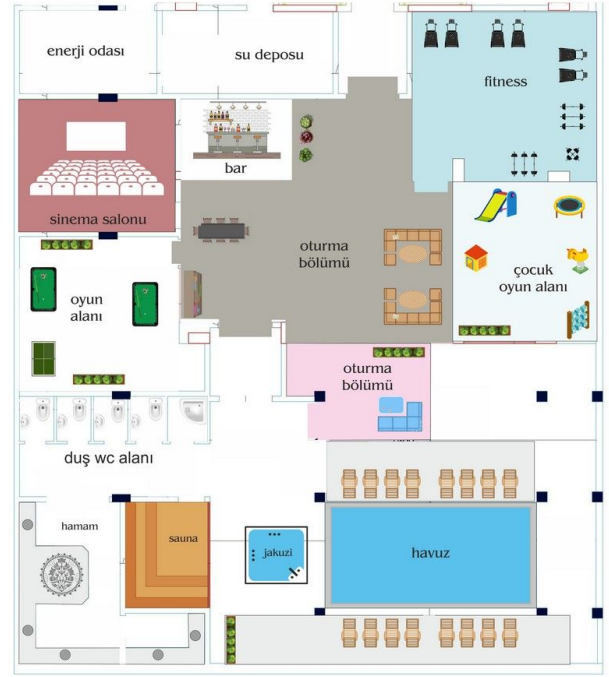 enerji odası
su deposu
fitness
bar
sinema salonu
oturma
bölümü
çocuk
oyun alanı
oyun
alanı
oturma
bölümü
duş wc alanı
hamam
sauna
jakuzi
havuz